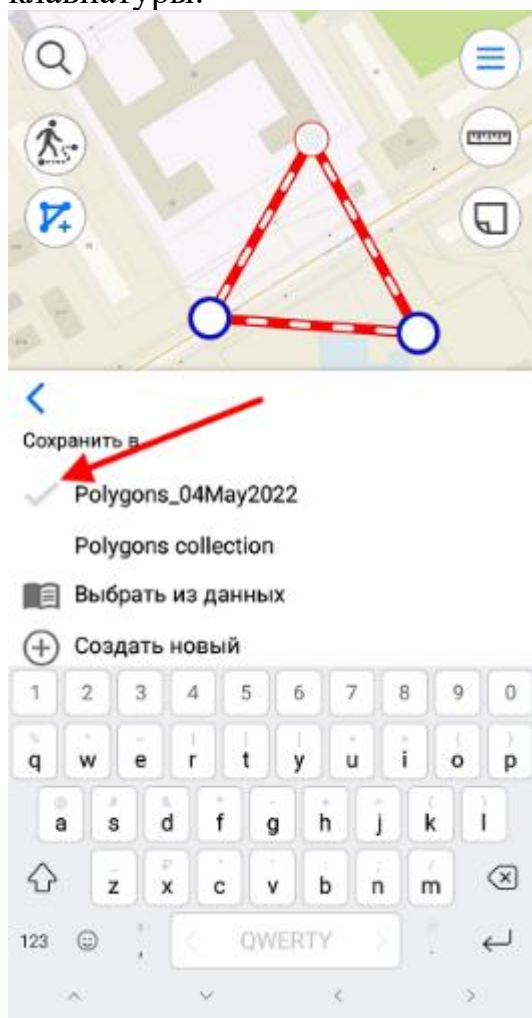 клавиатуры.
Сохранить в
Polygons_04May2022
Polygons collection
Выбрать из данных
Создать новый
1 2 3 4 5 6 7 8 9 0
q w e r t y u i o p
a s d f g h j k l
z x c v b n m
123 , QWERTY .